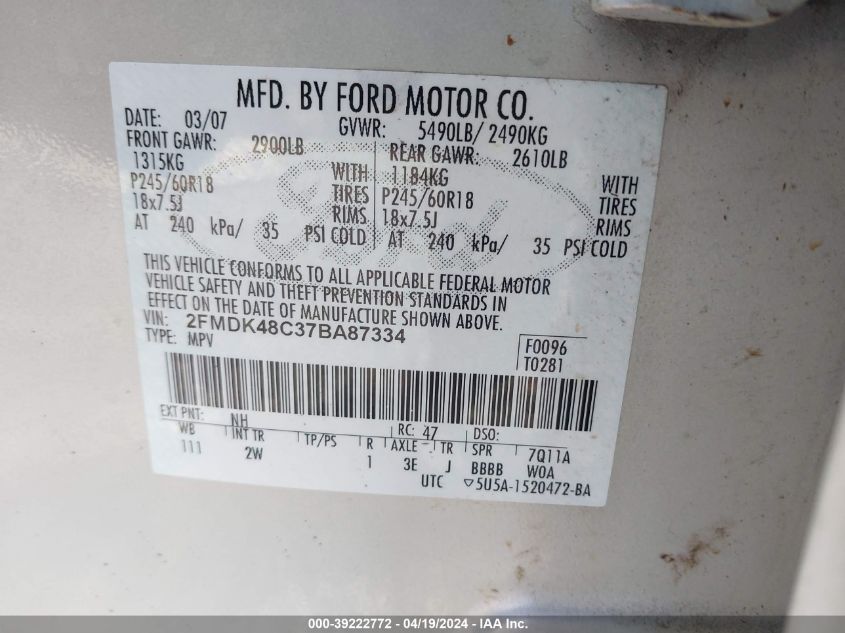 MFD. BY FORD MOTOR CO.
DATE: 03/07 GVWR: 5490LB/ 2490KG
FRONT GAWR: 2900LB REAR GAWR: 2610LB
1315KG WITH 1184KG WITH
P245/60R18 TIRES P245/60R18 TIRES
18x7.5J RIMS 18x7.5J RIMS
AT 240 kPa/ 35 PSI COLD AT 240 kPa/ 35 PSI COLD
THIS VEHICLE CONFORMS TO ALL APPLICABLE FEDERAL MOTOR
VEHICLE SAFETY AND THEFT PREVENTION STANDARDS IN
EFFECT ON THE DATE OF MANUFACTURE SHOWN ABOVE.
VIN: 2FMDK48C37BA87334
TYPE: MPV
F0096
T0281
EXT PNT: NH RC: 47 DSO:
WB INT TR TP/PS R AXLE TR SPR 7Q11A
111 2W 1 3E J BBBB W0A
UTC ▽5U5A-1520472-BA
Ford
000-39222772 / 04/19/2024 / IAAI.com